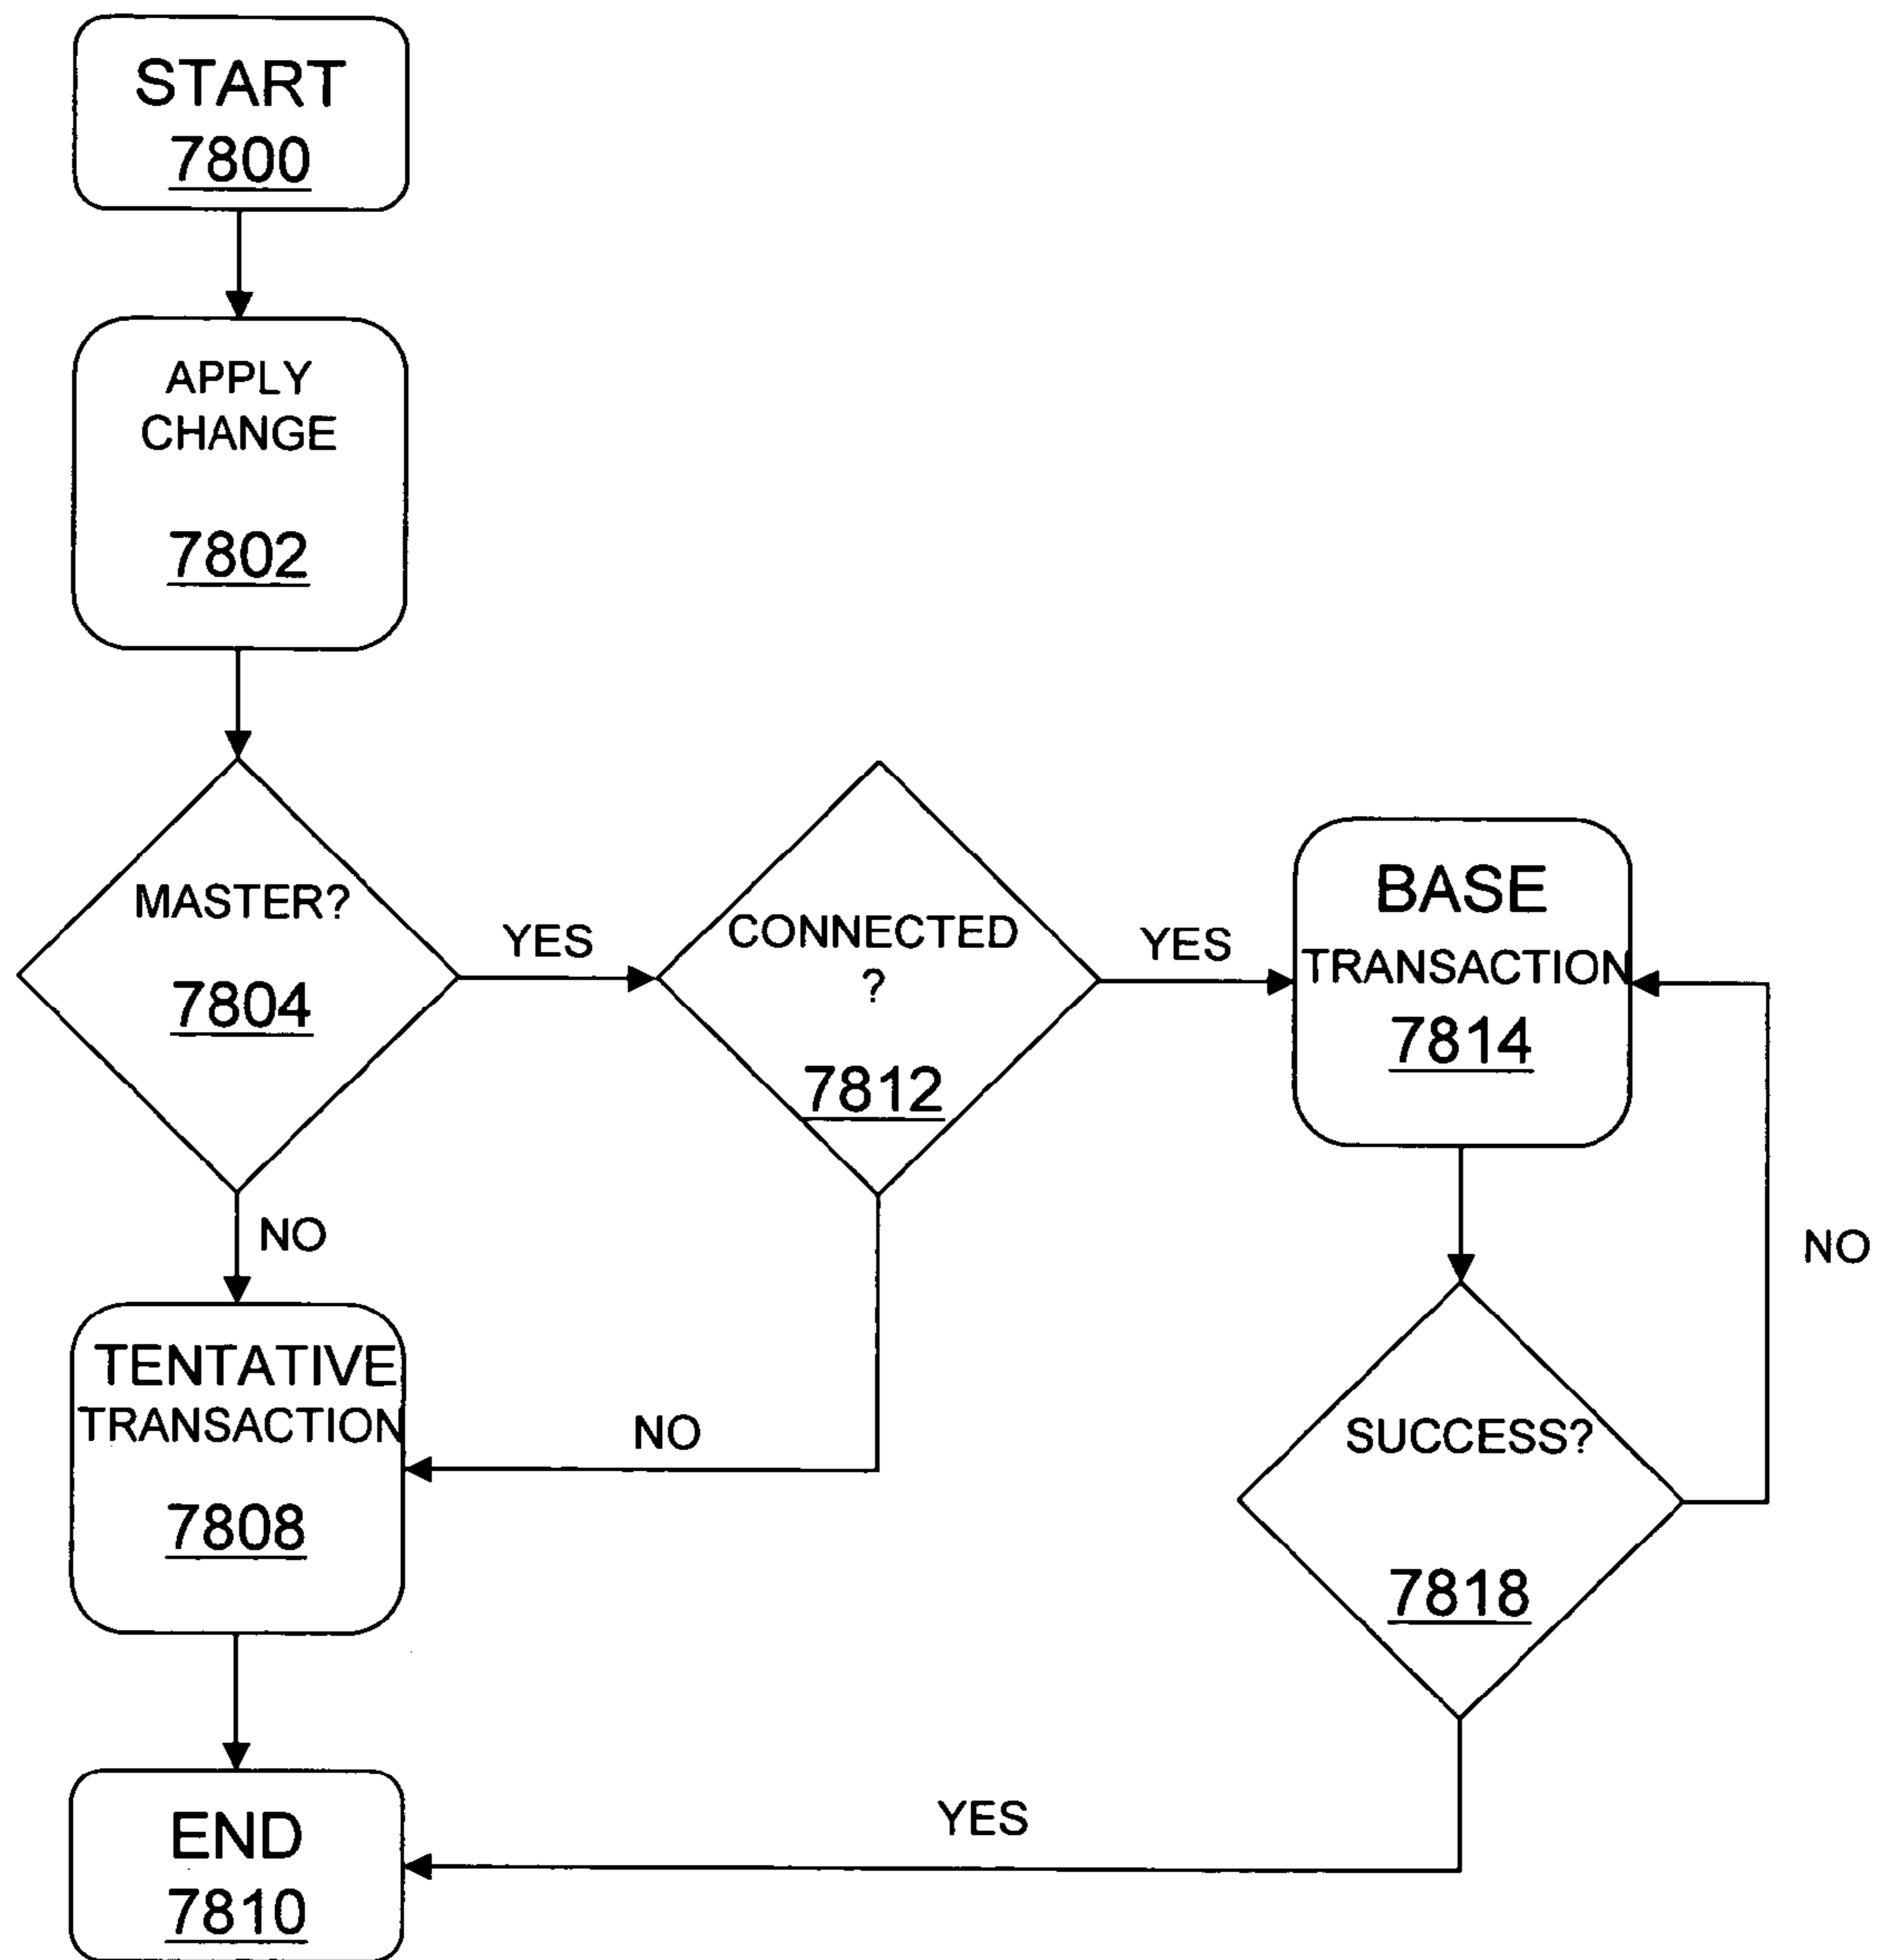 START
7800
APPLY
CHANGE
7802
MASTER?
7804
YES
CONNECTED
?
7812
YES
BASE
TRANSACTION
7814
NO
NO
TENTATIVE
TRANSACTION
7808
NO
SUCCESS?
7818
YES
END
7810